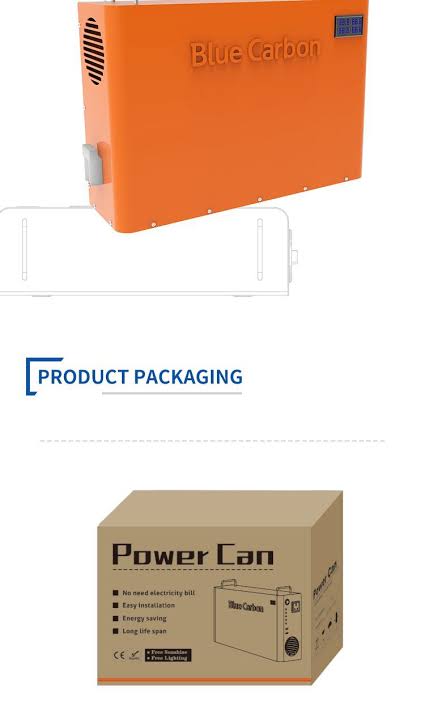 Blue Carbon
PRODUCT PACKAGING
Power Can
No need electricity bill
Easy installation
Energy saving
Long life span
Blue Carbon
CE RoHS
Free Sunshine
Free Lighting
Power Can